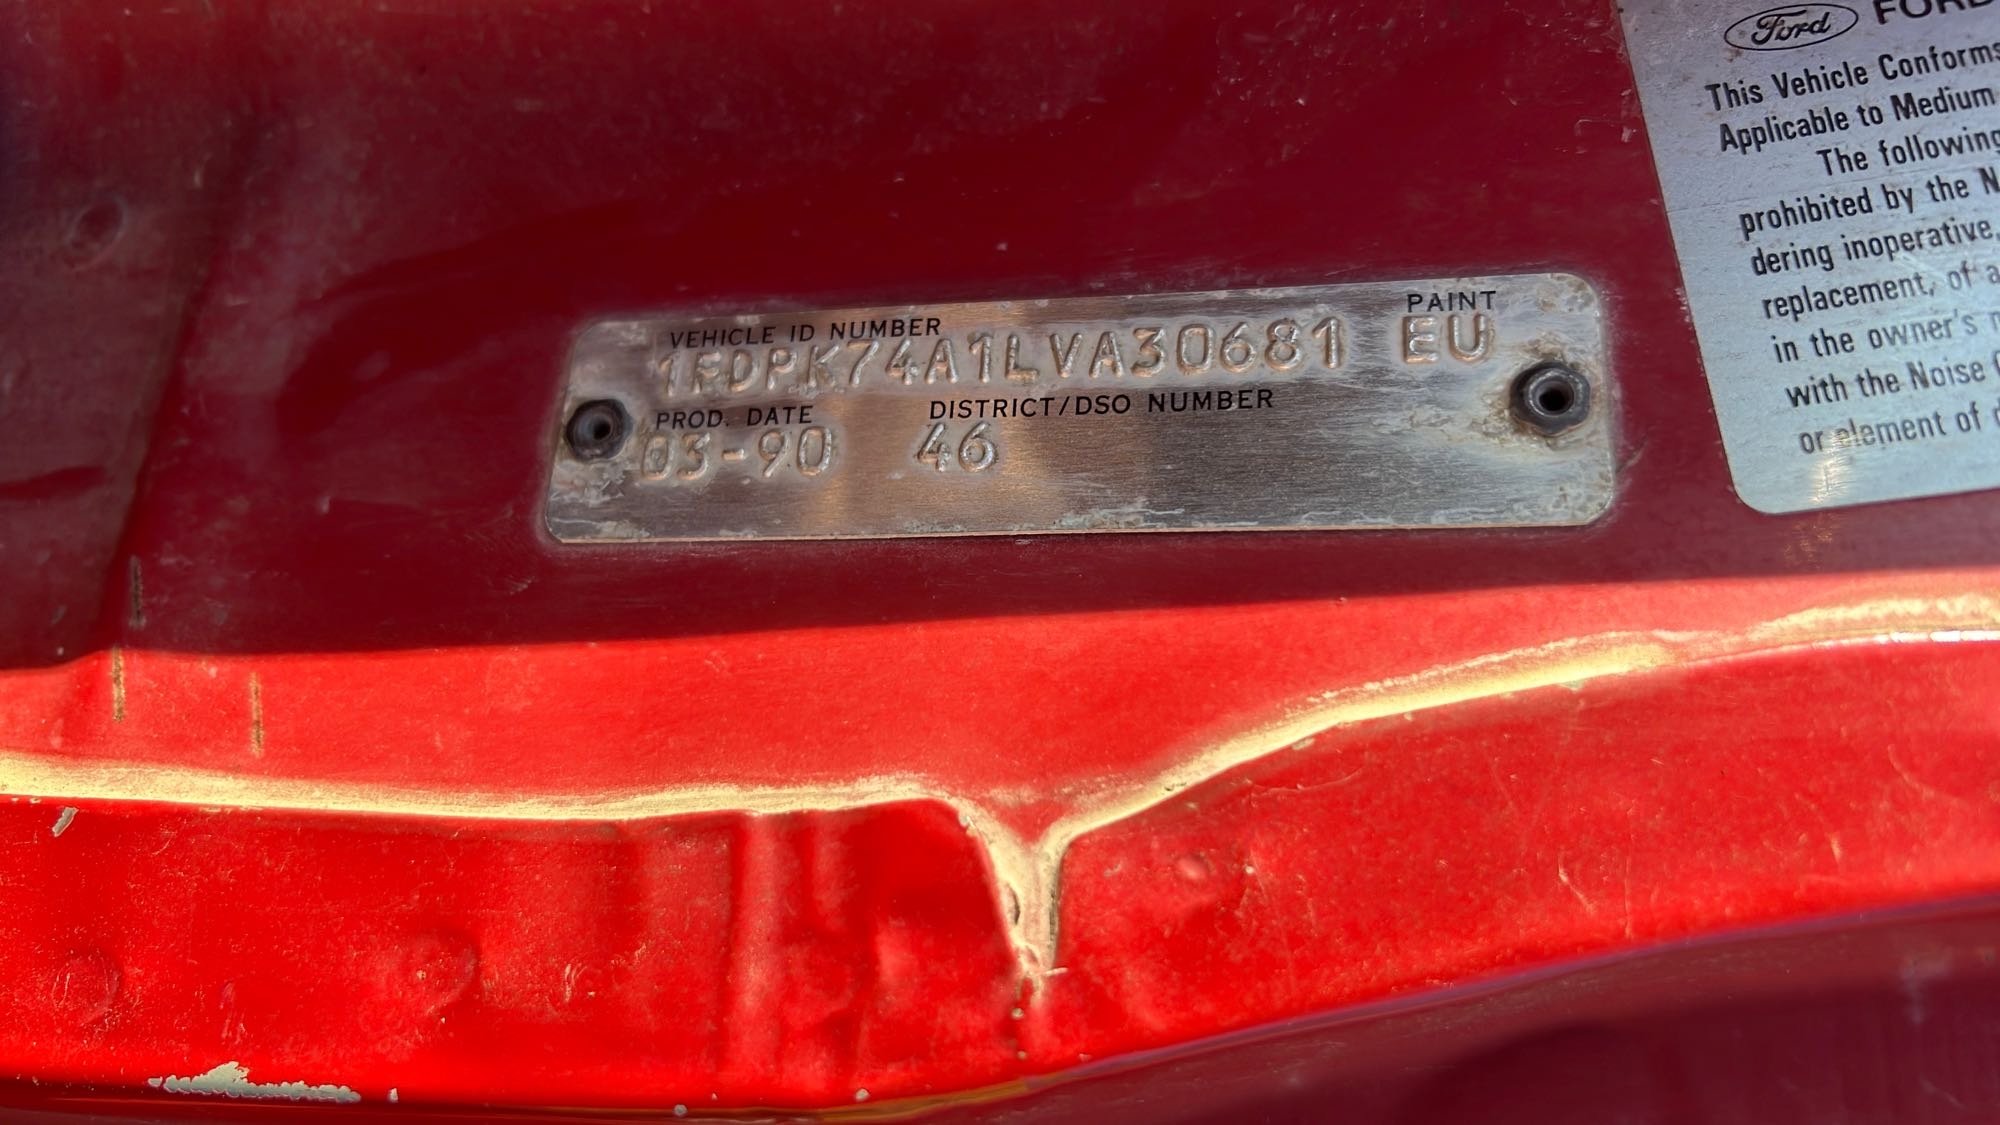 VEHICLE ID NUMBER PAINT
1FDPK74A1LVA30681 EU
PROD. DATE DISTRICT/DSO NUMBER
03-90 46
Ford FORD
This Vehicle Conforms
Applicable to Medium
The following
prohibited by the N
dering inoperative,
replacement, of a
in the owner's
with the Noise
or element of d